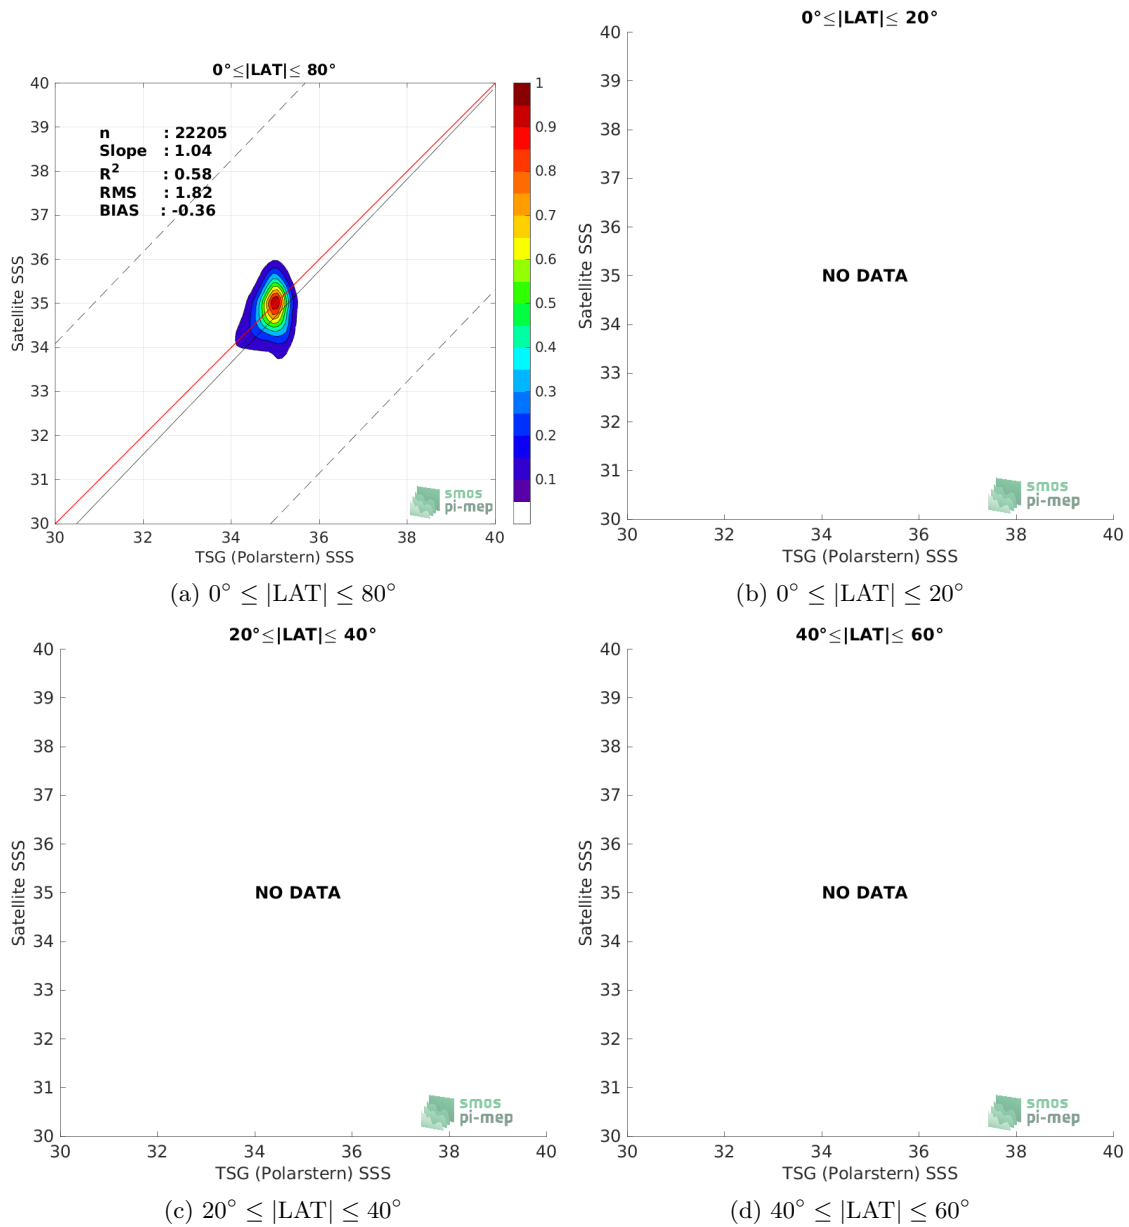 0°≤|LAT|≤ 80°
40
39
38
37
36
35
34
33
32
31
30
n : 22205
Slope : 1.04
R² : 0.58
RMS : 1.82
BIAS : -0.36
Satellite SSS
30 32 34 36 38 40
TSG (Polarstern) SSS
1
0.9
0.8
0.7
0.6
0.5
0.4
0.3
0.2
0.1
smos
pi-mep
(a) 0° ≤ |LAT| ≤ 80°
0°≤|LAT|≤ 20°
40
39
38
37
36
35
34
33
32
31
30
Satellite SSS
NO DATA
smos
pi-mep
30 32 34 36 38 40
TSG (Polarstern) SSS
(b) 0° ≤ |LAT| ≤ 20°
20°≤|LAT|≤ 40°
40
39
38
37
36
35
34
33
32
31
30
Satellite SSS
NO DATA
smos
pi-mep
30 32 34 36 38 40
TSG (Polarstern) SSS
(c) 20° ≤ |LAT| ≤ 40°
40°≤|LAT|≤ 60°
40
39
38
37
36
35
34
33
32
31
30
Satellite SSS
NO DATA
smos
pi-mep
30 32 34 36 38 40
TSG (Polarstern) SSS
(d) 40° ≤ |LAT| ≤ 60°